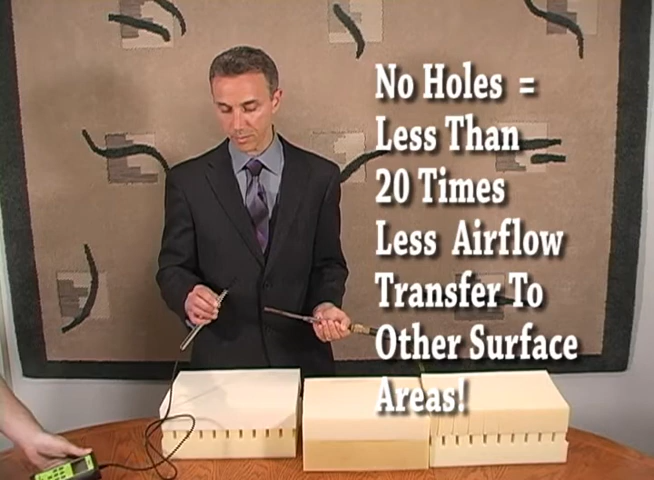 No Holes =
Less Than
20 Times
Less Airflow
Transfer To
Other Surface
Areas!